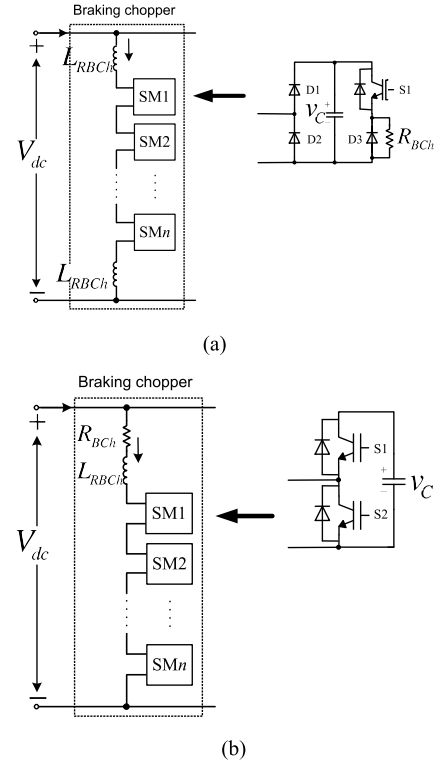 Braking chopper
+
L_RBCh
SM1
SM2
SMn
L_RBCh
V_dc
−
D1
D2
v_C
+
−
S1
D3
R_BCh
(a)
Braking chopper
+
R_BCh
L_RBCh
SM1
SM2
SMn
V_dc
−
S1
S2
+
−
v_C
(b)